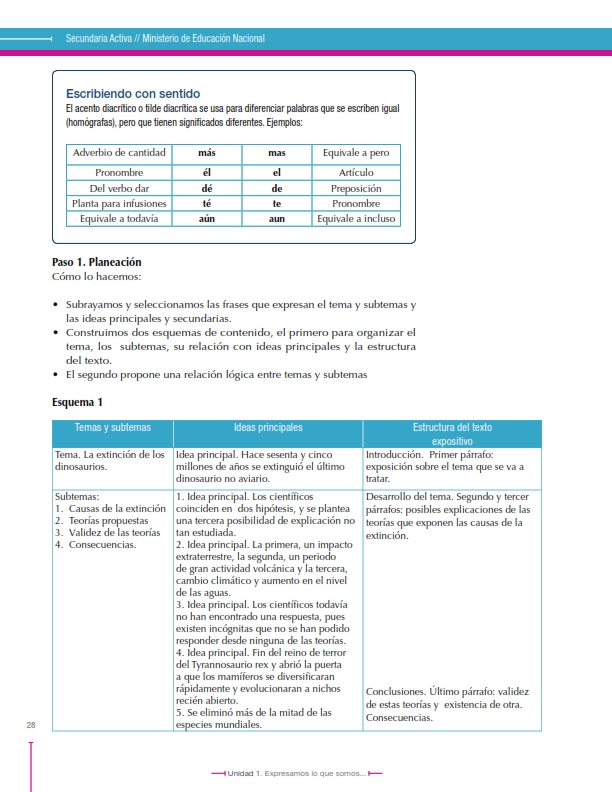 Secundaria Activa // Ministerio de Educación Nacional
Escribiendo con sentido
El acento diacrítico o tilde diacrítica se usa para diferenciar palabras que se escriben igual
(homógrafas), pero que tienen significados diferentes. Ejemplos:
Adverbio de cantidad más mas Equivale a pero
Pronombre él el Artículo
Del verbo dar dé de Preposición
Planta para infusiones té te Pronombre
Equivale a todavía aún aun Equivale a incluso
Paso 1. Planeación
Cómo lo hacemos:
• Subrayamos y seleccionamos las frases que expresan el tema y subtemas y
las ideas principales y secundarias.
• Construimos dos esquemas de contenido, el primero para organizar el
tema, los subtemas, su relación con ideas principales y la estructura
del texto.
• El segundo propone una relación lógica entre temas y subtemas
Esquema 1
Temas y subtemas
Ideas principales
Estructura del texto
expositivo
Tema. La extinción de los
dinosaurios.
Idea principal. Hace sesenta y cinco
millones de años se extinguió el último
dinosaurio no aviario.
Introducción. Primer párrafo:
exposición sobre el tema que se va a
tratar.
Subtemas:
1. Causas de la extinción
2. Teorías propuestas
3. Validez de las teorías
4. Consecuencias.
1. Idea principal. Los científicos
coinciden en dos hipótesis, y se plantea
una tercera posibilidad de explicación no
tan estudiada.
2. Idea principal. La primera, un impacto
extraterrestre, la segunda, un periodo
de gran actividad volcánica y la tercera,
cambio climático y aumento en el nivel
de las aguas.
3. Idea principal. Los científicos todavía
no han encontrado una respuesta, pues
existen incógnitas que no se han podido
responder desde ninguna de las teorías.
4. Idea principal. Fin del reino de terror
del Tyrannosaurio rex y abrió la puerta
a que los mamíferos se diversificaran
rápidamente y evolucionaran a nichos
recién abierto.
5. Se eliminó más de la mitad de las
especies mundiales.
Desarrollo del tema. Segundo y tercer
párrafos: posibles explicaciones de las
teorías que exponen las causas de la
extinción.
Conclusiones. Último párrafo: validez
de estas teorías y existencia de otra.
Consecuencias.
28
Unidad 1. Expresamos lo que somos...